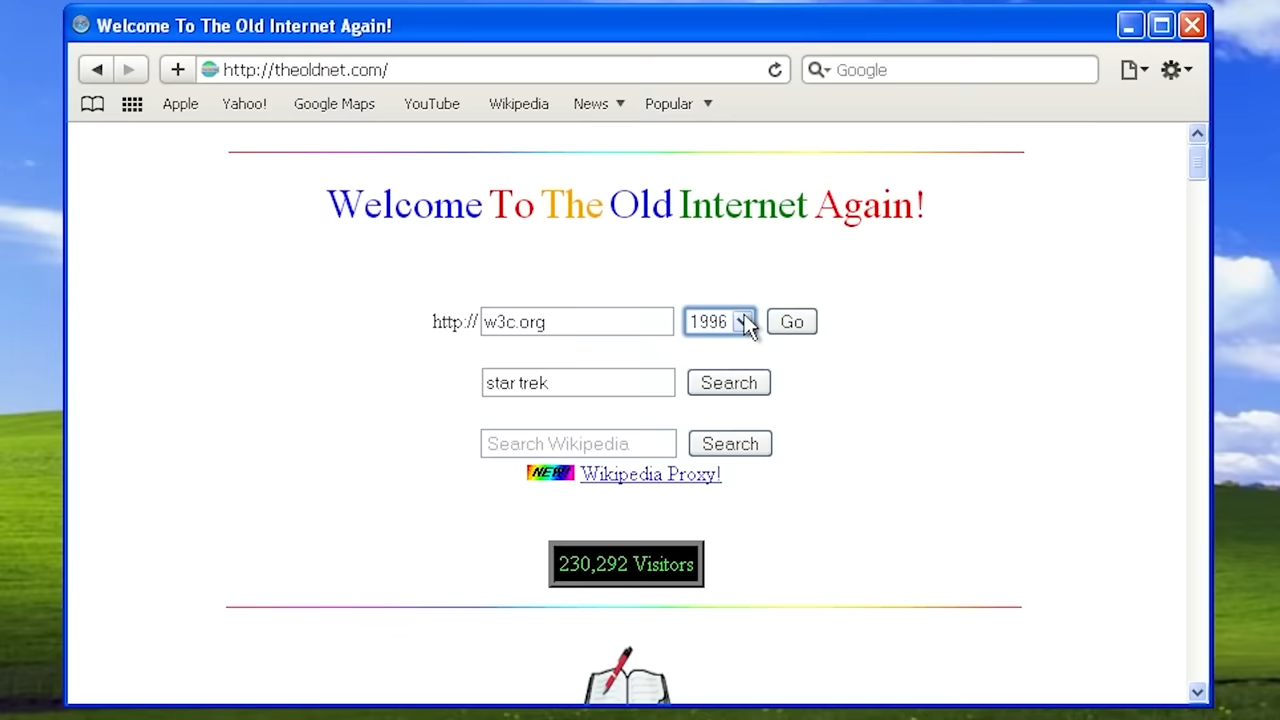 Welcome To The Old Internet Again!
http://theoldnet.com/
Google
Apple Yahoo! Google Maps YouTube Wikipedia News Popular
Welcome To The Old Internet Again!
http:// w3c.org 1996 Go
star trek Search
Search Wikipedia Search
NEW! Wikipedia Proxy!
230,292 Visitors